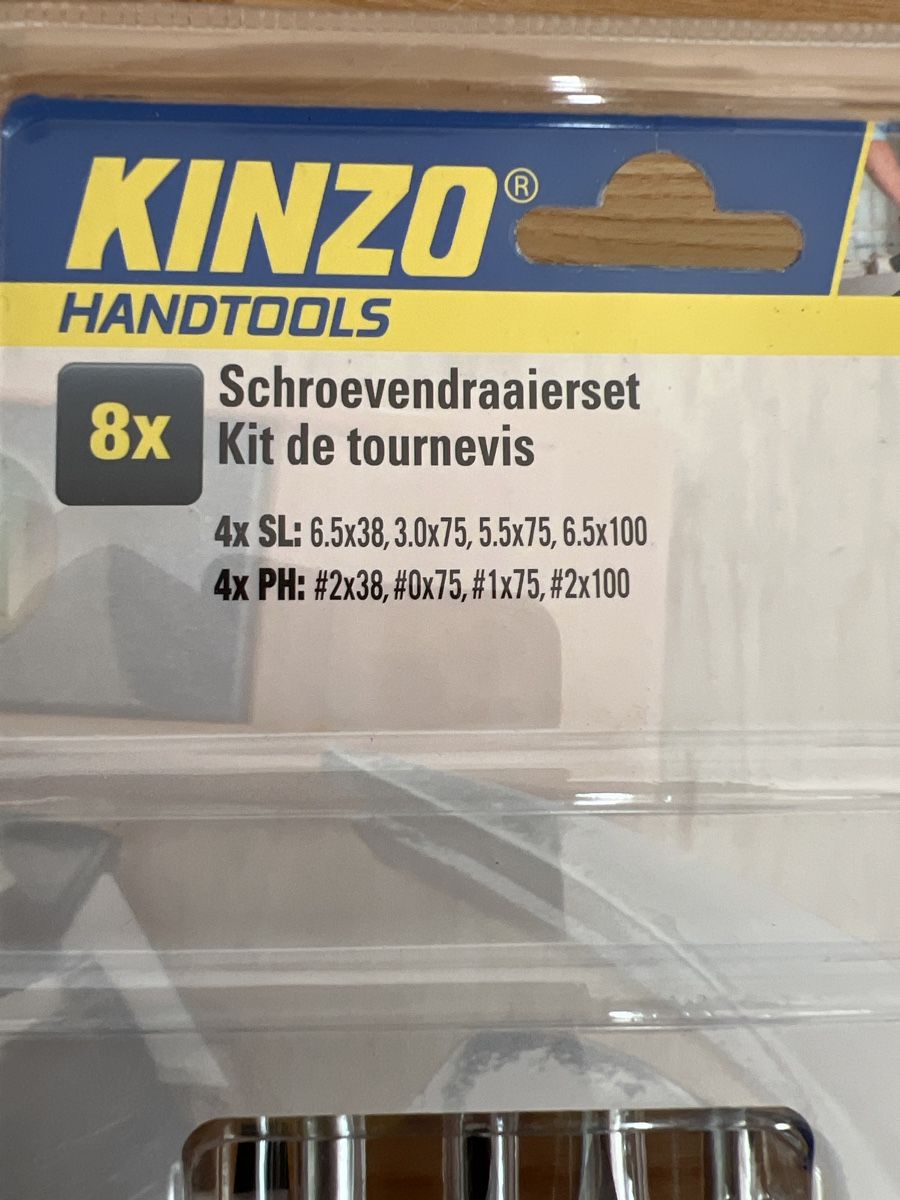 KINZO®
HANDTOOLS
8x
Schroevendraaierset
Kit de tournevis
4x SL: 6.5x38, 3.0x75, 5.5x75, 6.5x100
4x PH: #2x38, #0x75, #1x75, #2x100